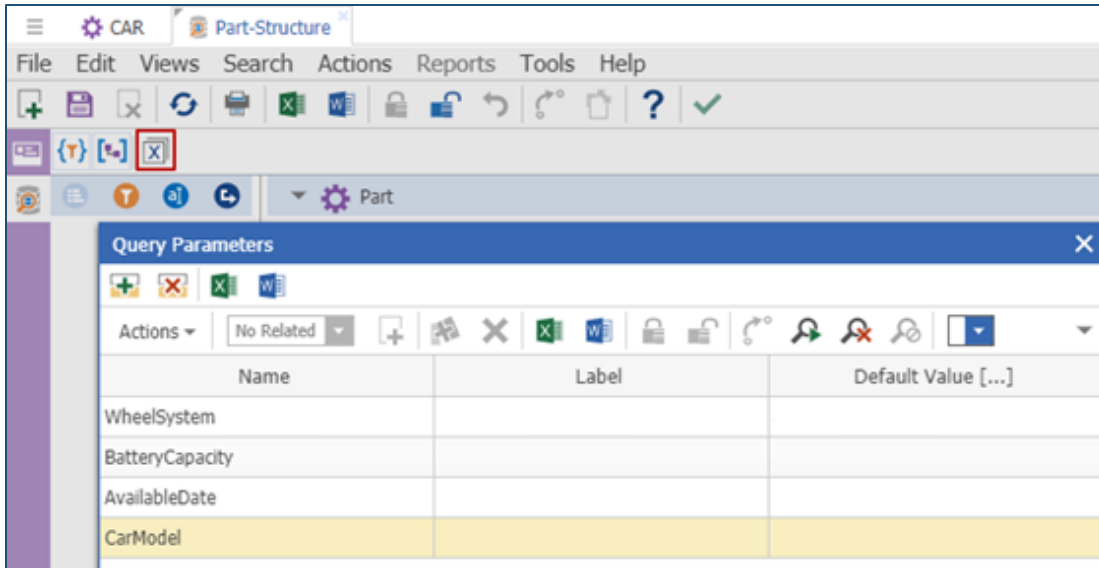 CAR Part-Structure
File Edit Views Search Actions Reports Tools Help
{T} [ ] X
T a] Part
Query Parameters
Actions No Related
Name Label Default Value [...]
WheelSystem
BatteryCapacity
AvailableDate
CarModel